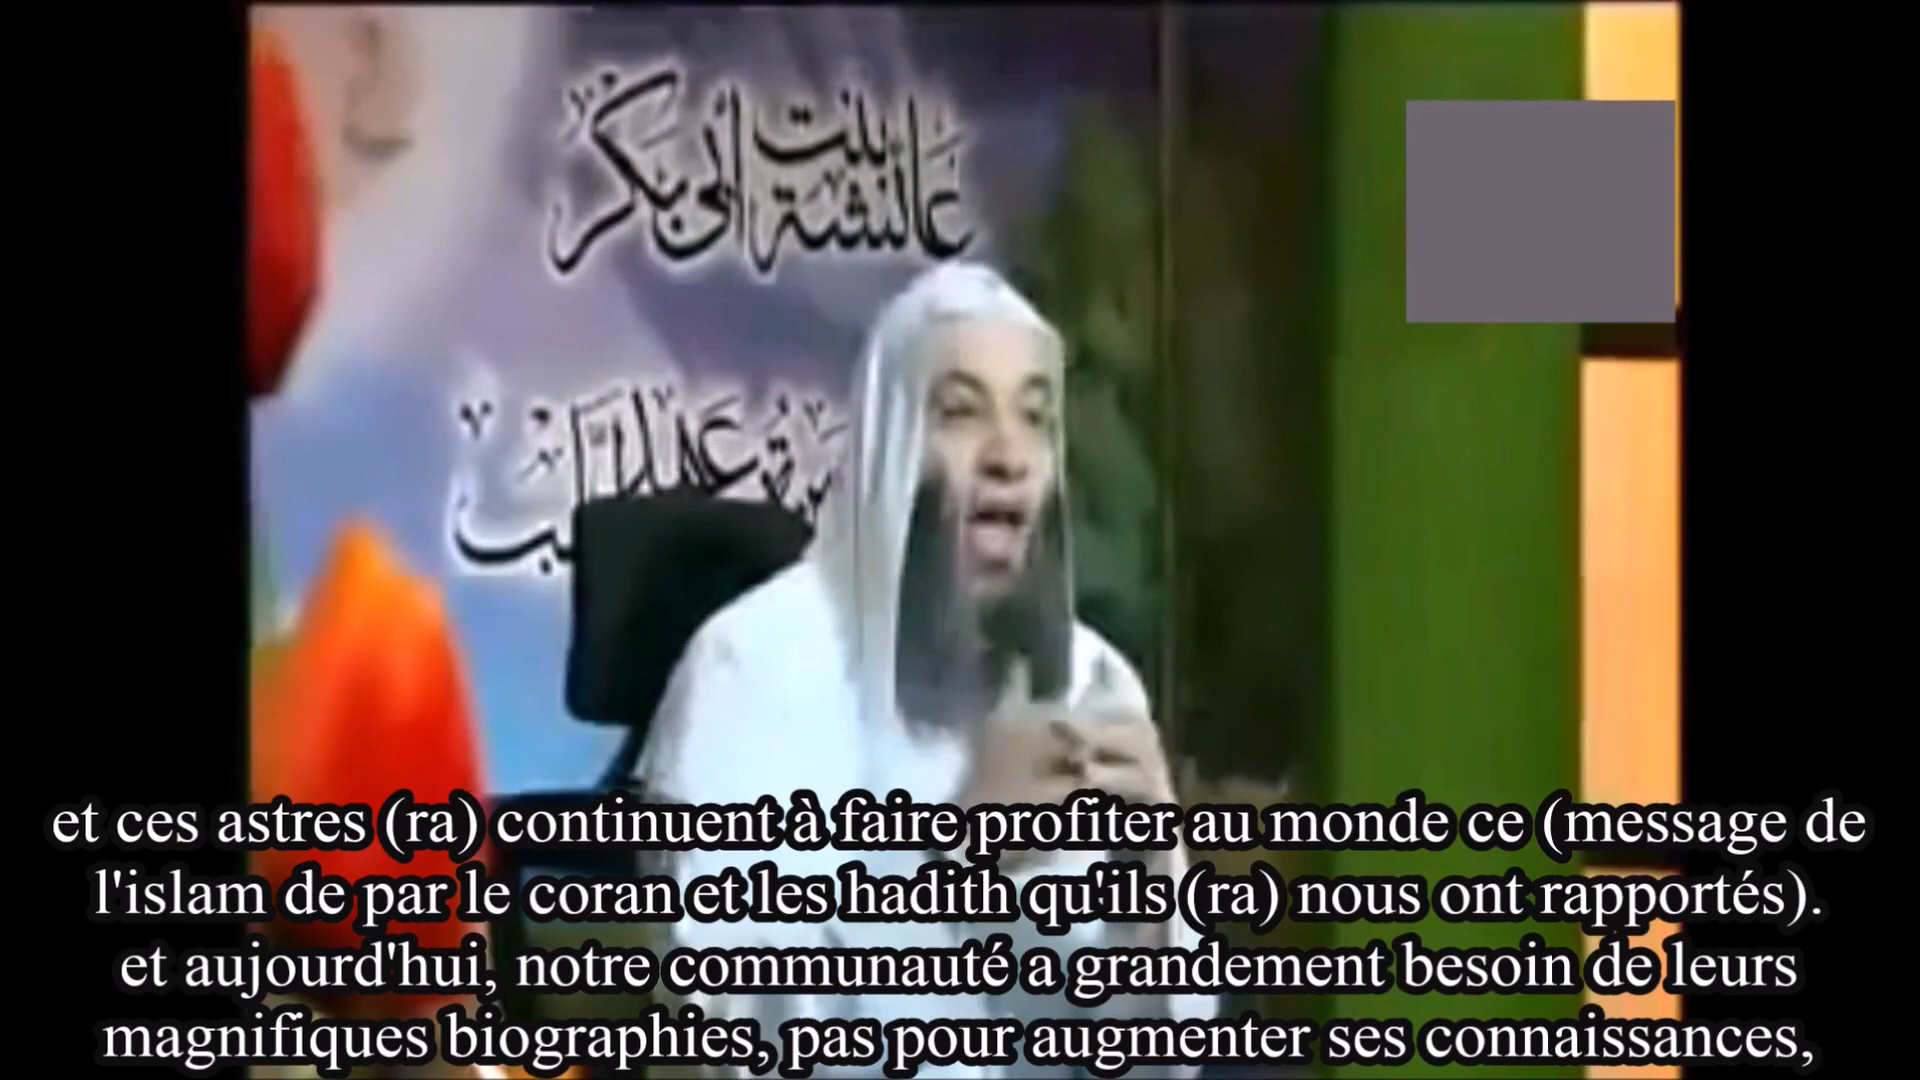 عائشة بنت أبي بكر
et ces astres (ra) continuent à faire profiter au monde ce (message de
l'islam de par le coran et les hadith qu'ils (ra) nous ont rapportés).
et aujourd'hui, notre communauté a grandement besoin de leurs
magnifiques biographies, pas pour augmenter ses connaissances,